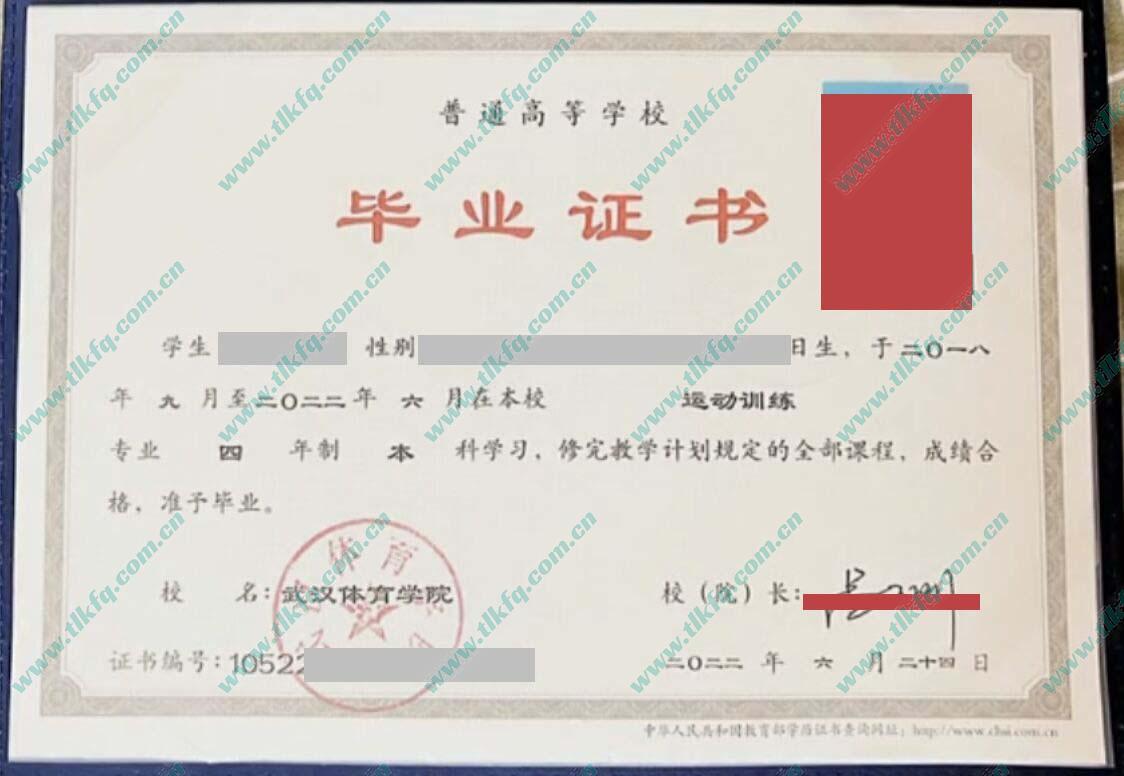 普通高等学校
毕业证书
学生 性别 日生，于二〇一八
年 九 月至二〇二二年 六 月在本校 运动训练
专业 四 年制 本 科学习，修完教学计划规定的全部课程，成绩合
格，准予毕业。
校 名：武汉体育学院
校（院）长：
证书编号：10522
二〇二二 年 六 月 二十四 日
中华人民共和国教育部学历证书查询网址：http://www.chsi.com.cn
www.tlkfq.com.cn